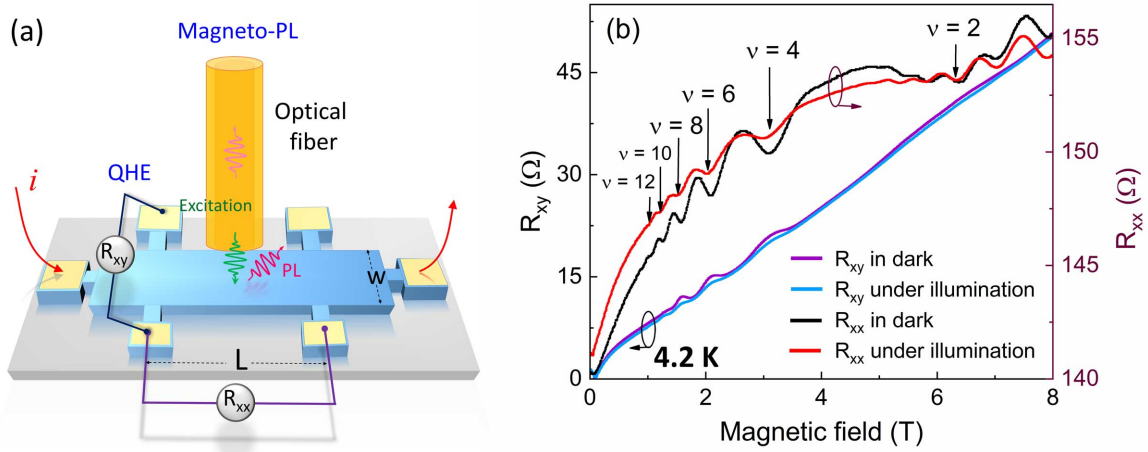 (a)
Magneto-PL
Optical
fiber
QHE
i
Excitation
Rxy
PL
W
L
Rxx
(b)
ν = 2
ν = 4
ν = 6
ν = 8
ν = 10
ν = 12
Rxy (Ω)
45
30
15
0
Rxx (Ω)
155
150
145
140
Rxy in dark
Rxy under illumination
Rxx in dark
Rxx under illumination
4.2 K
0 2 4 6 8
Magnetic field (T)